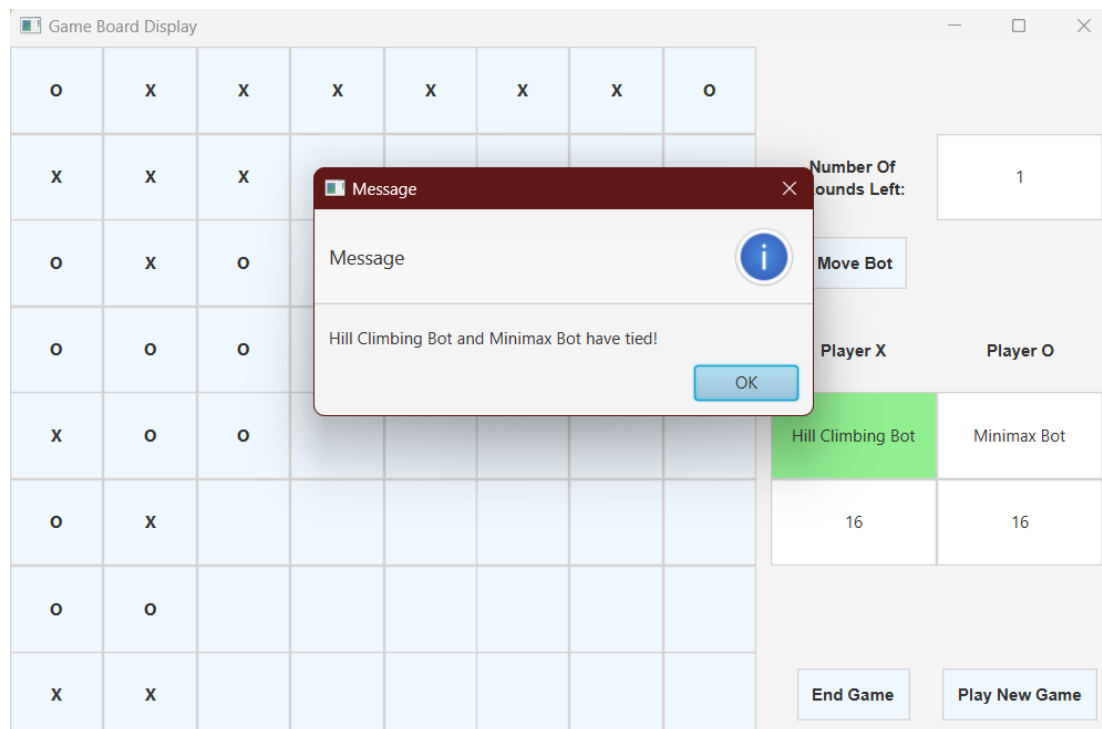 Game Board Display
O X X X X X X O
X X X
Number Of
ounds Left:
1
Message
Message
Hill Climbing Bot and Minimax Bot have tied!
OK
O X O
Move Bot
O O O
Player X Player O
X O O
Hill Climbing Bot Minimax Bot
O X
16 16
O O
X X
End Game Play New Game